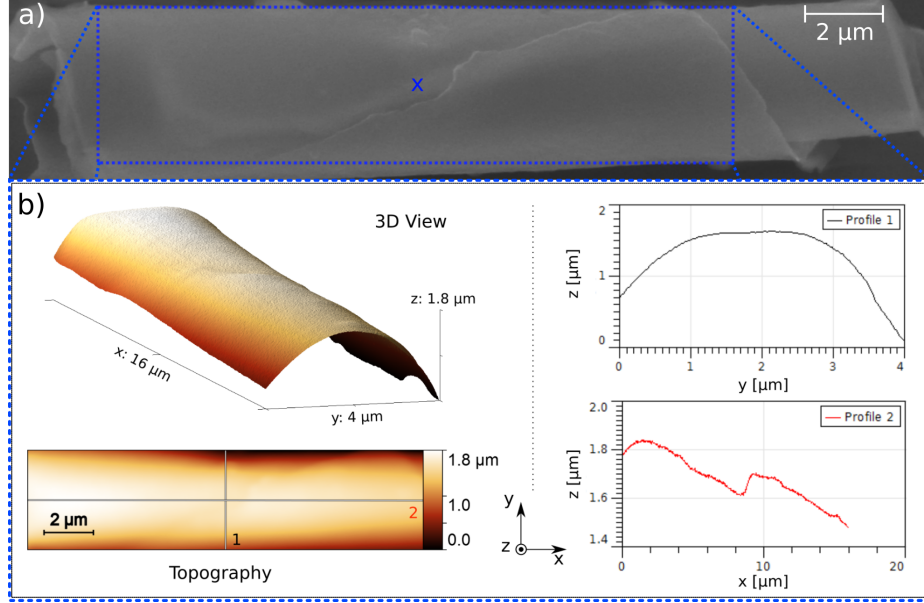 a)
2 µm
x
b)
3D View
z: 1.8 µm
x: 16 µm
y: 4 µm
2
1
0
z [µm]
Profile 1
0
1
2
3
4
y [µm]
1.8 µm
1.0
0.0
2 µm
2
1
Topography
y
z
x
2.0
1.8
1.6
1.4
z [µm]
Profile 2
0
10
20
x [µm]